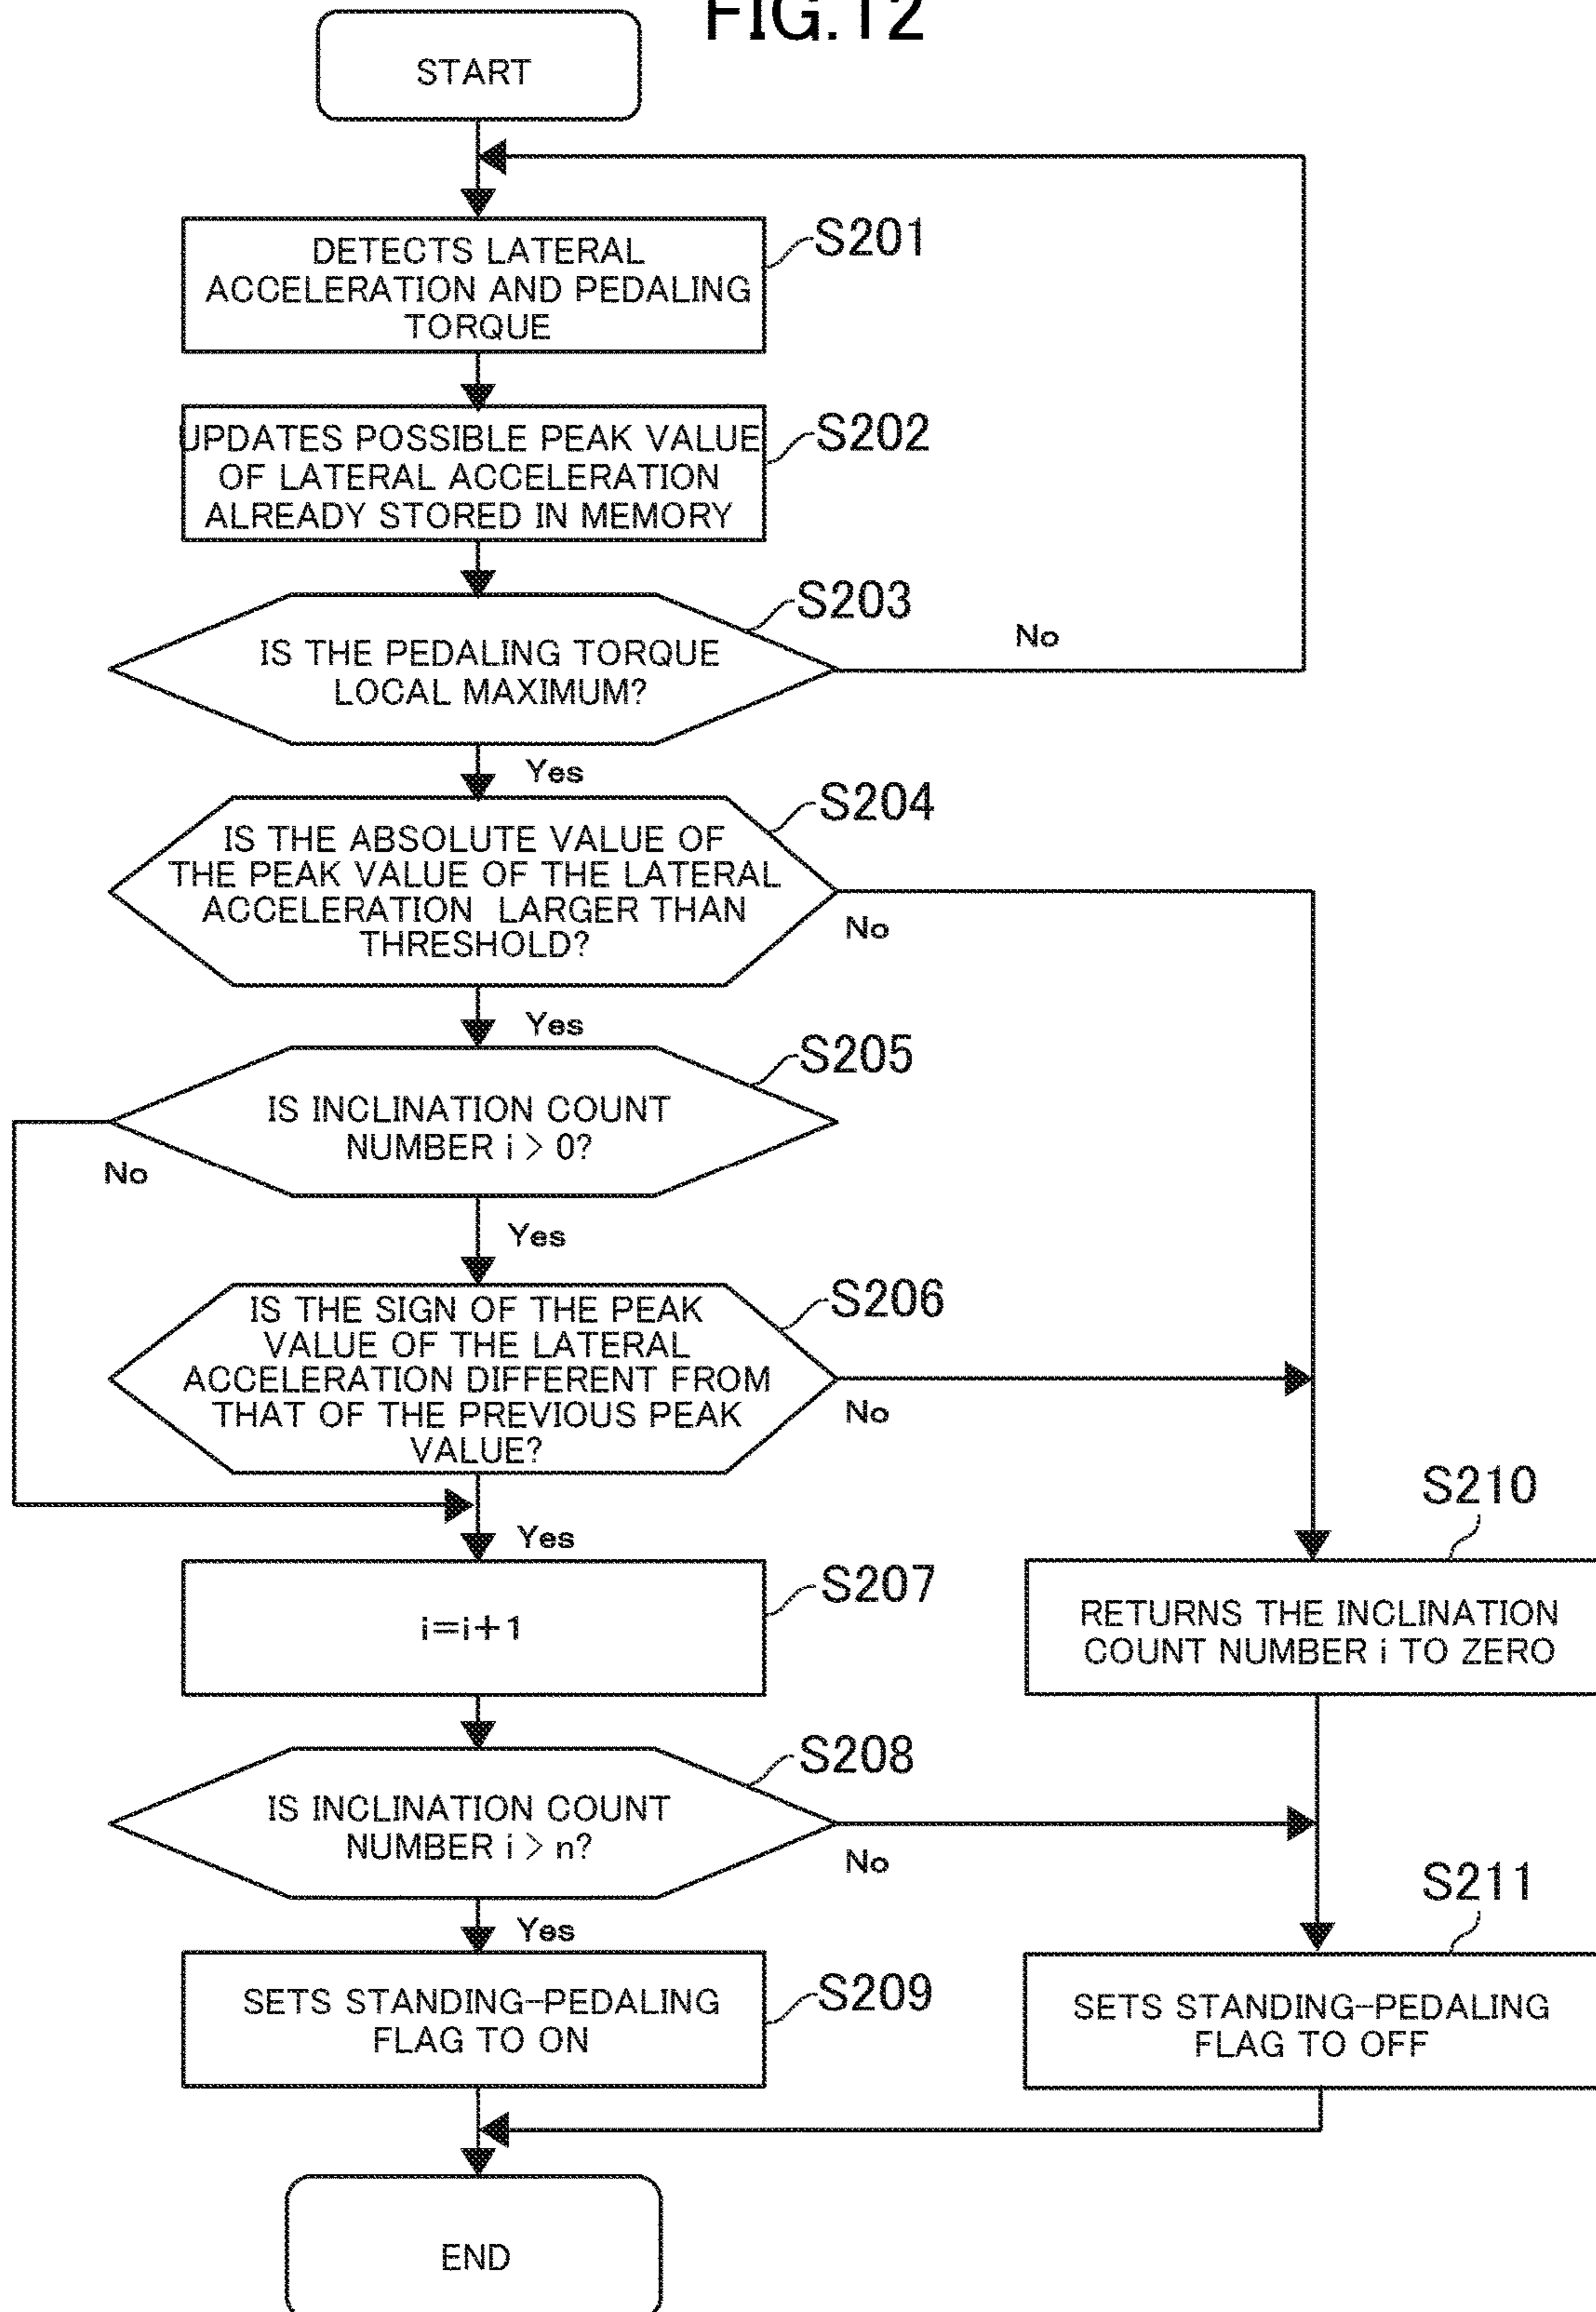 FIG.12
START
DETECTS LATERAL
ACCELERATION AND PEDALING
TORQUE
S201
UPDATES POSSIBLE PEAK VALUE
OF LATERAL ACCELERATION
ALREADY STORED IN MEMORY
S202
IS THE PEDALING TORQUE
LOCAL MAXIMUM?
S203
No
Yes
IS THE ABSOLUTE VALUE OF
THE PEAK VALUE OF THE LATERAL
ACCELERATION LARGER THAN
THRESHOLD?
S204
No
Yes
IS INCLINATION COUNT
NUMBER i > 0?
S205
No
Yes
IS THE SIGN OF THE PEAK
VALUE OF THE LATERAL
ACCELERATION DIFFERENT FROM
THAT OF THE PREVIOUS PEAK
VALUE?
S206
No
Yes
i=i+1
S207
S210
RETURNS THE INCLINATION
COUNT NUMBER i TO ZERO
IS INCLINATION COUNT
NUMBER i > n?
S208
No
Yes
SETS STANDING-PEDALING
FLAG TO ON
S209
S211
SETS STANDING-PEDALING
FLAG TO OFF
END